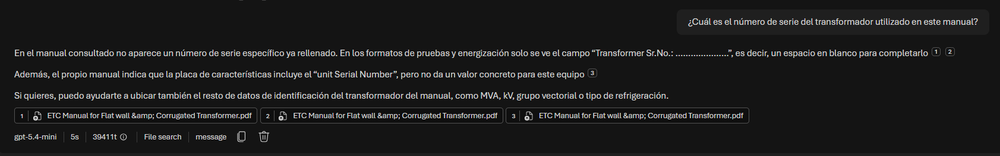 ¿Cuál es el número de serie del transformador utilizado en este manual?
En el manual consultado no aparece un número de serie específico ya rellenado. En los formatos de pruebas y energización solo se ve el campo “Transformer Sr.No.: .....................”, es decir, un espacio en blanco para completarlo 1 2
Además, el propio manual indica que la placa de características incluye el “unit Serial Number”, pero no da un valor concreto para este equipo 3
Si quieres, puedo ayudarte a ubicar también el resto de datos de identificación del transformador del manual, como MVA, kV, grupo vectorial o tipo de refrigeración.
1 ETC Manual for Flat wall &amp; Corrugated Transformer.pdf 2 ETC Manual for Flat wall &amp; Corrugated Transformer.pdf 3 ETC Manual for Flat wall &amp; Corrugated Transformer.pdf
gpt-5.4-mini 5s 39411t File search message